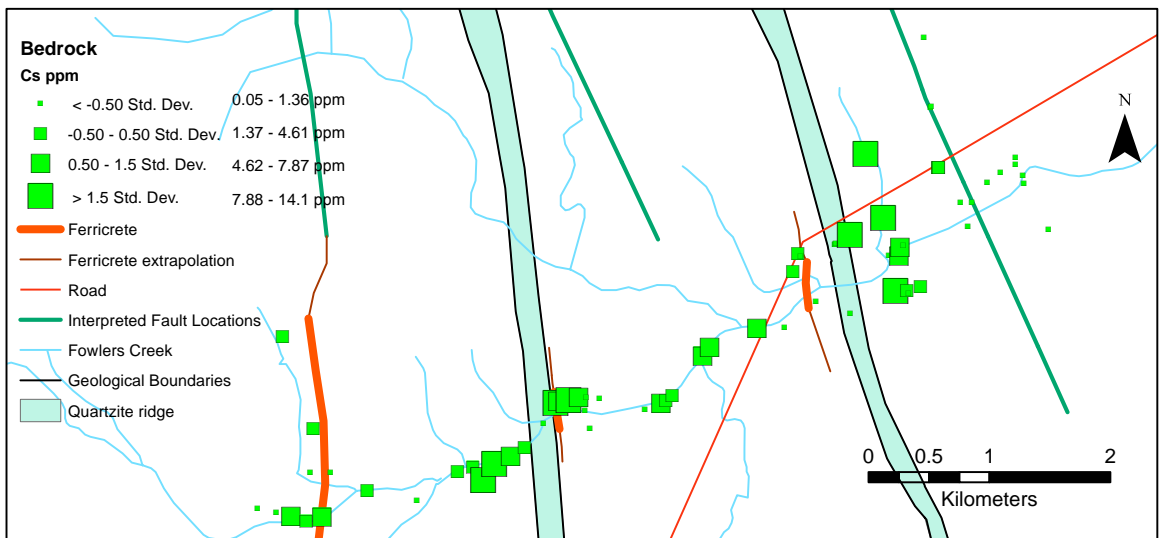 Bedrock
Cs ppm
< -0.50 Std. Dev. 0.05 - 1.36 ppm
-0.50 - 0.50 Std. Dev. 1.37 - 4.61 ppm
0.50 - 1.5 Std. Dev. 4.62 - 7.87 ppm
> 1.5 Std. Dev. 7.88 - 14.1 ppm
Ferricrete
Ferricrete extrapolation
Road
Interpreted Fault Locations
Fowlers Creek
Geological Boundaries
Quartzite ridge
N
0 0.5 1 2
Kilometers